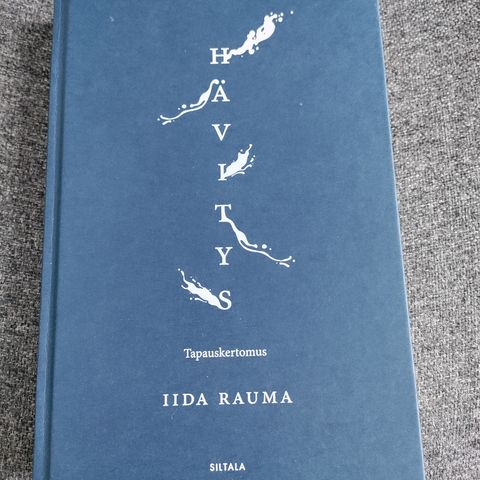 HÄVITYS
Tapauskertomus
IIDA RAUMA
SILTALA